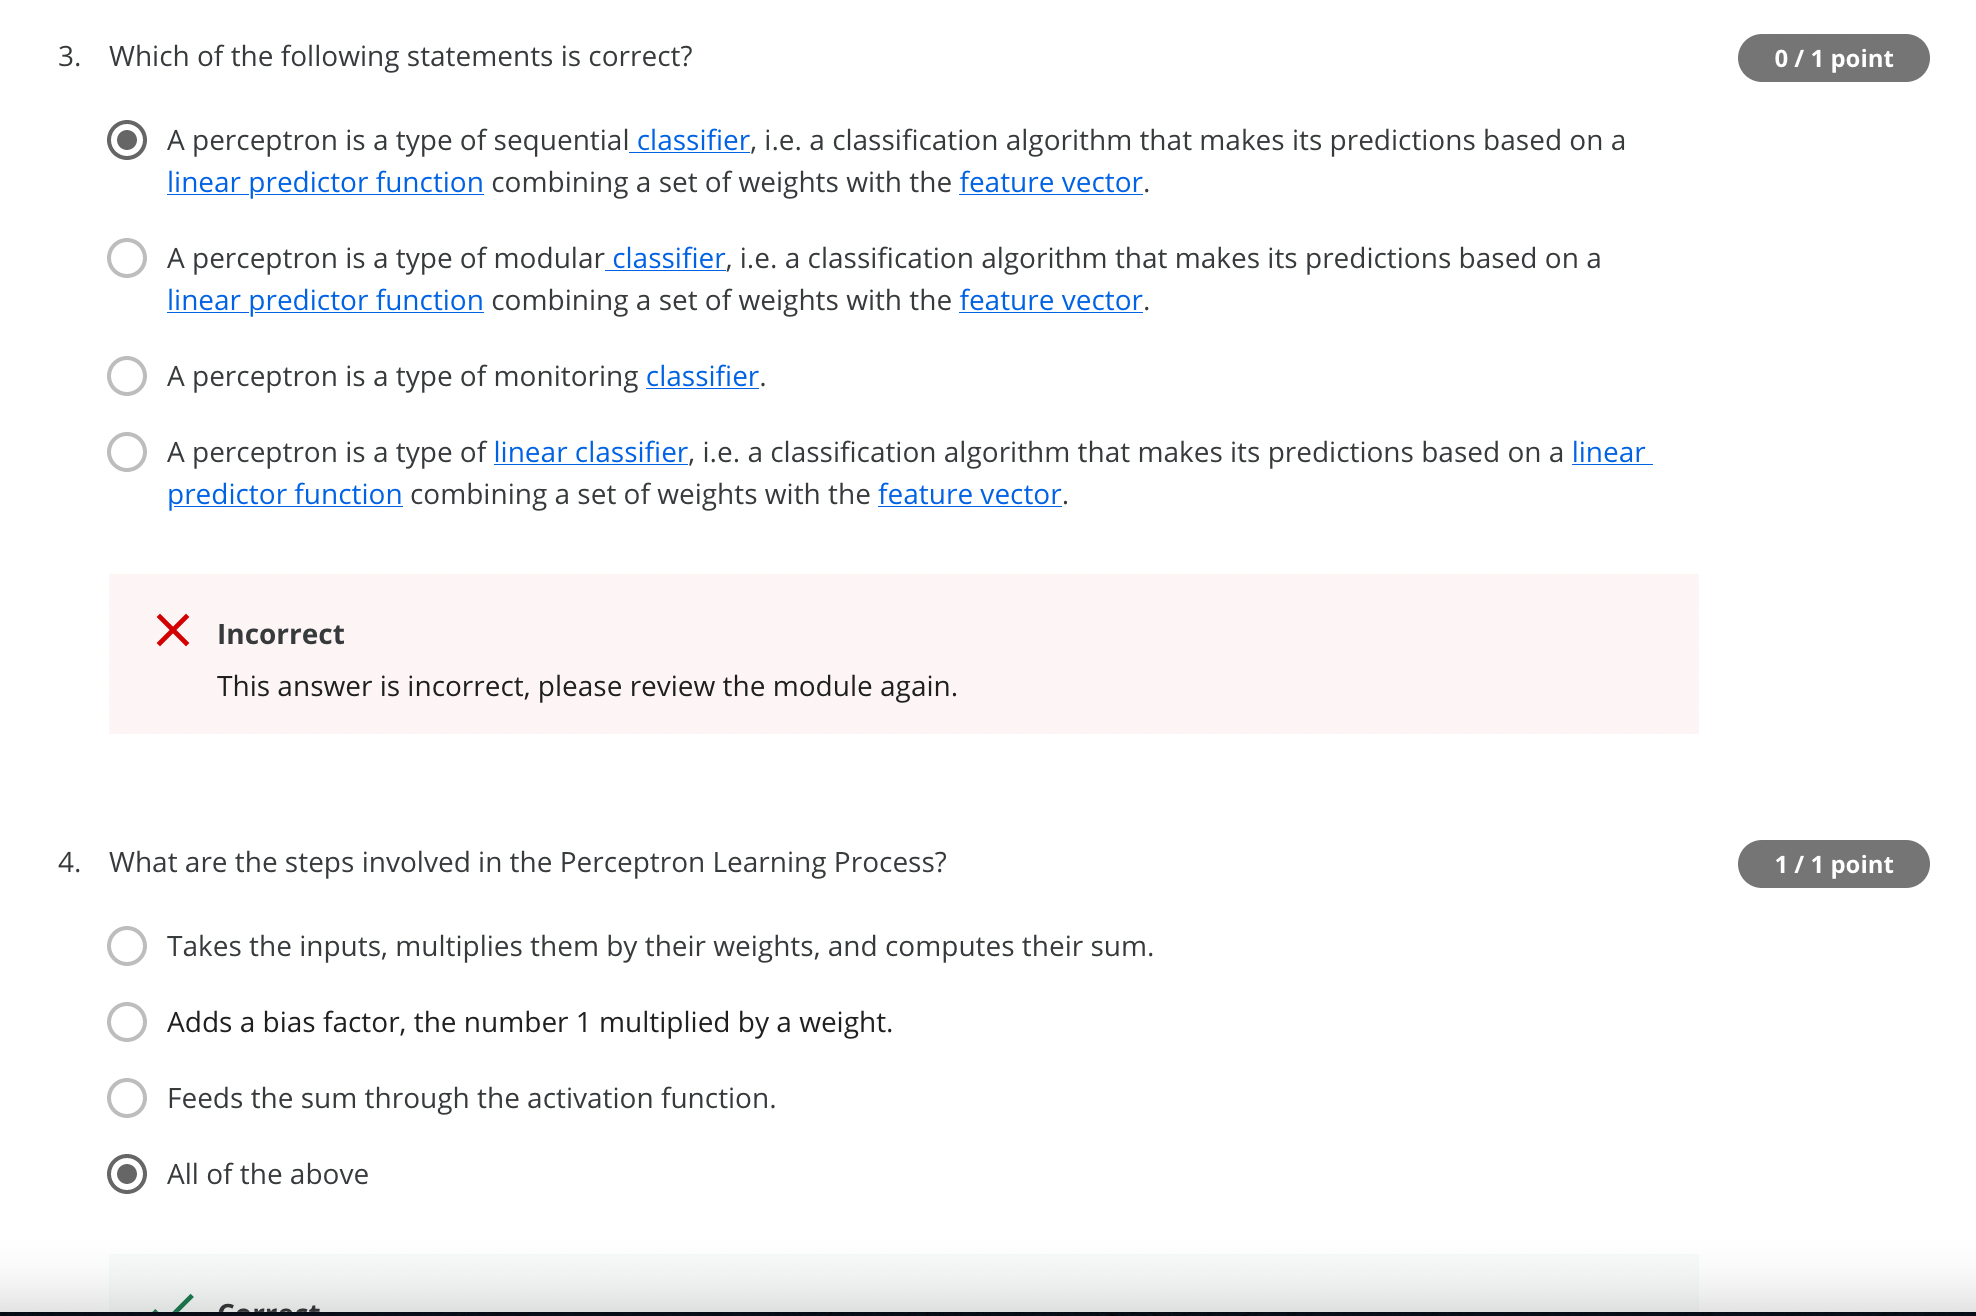 3. Which of the following statements is correct?
0 / 1 point
A perceptron is a type of sequential classifier, i.e. a classification algorithm that makes its predictions based on a
linear predictor function combining a set of weights with the feature vector.
A perceptron is a type of modular classifier, i.e. a classification algorithm that makes its predictions based on a
linear predictor function combining a set of weights with the feature vector.
A perceptron is a type of monitoring classifier.
A perceptron is a type of linear classifier, i.e. a classification algorithm that makes its predictions based on a linear
predictor function combining a set of weights with the feature vector.
Incorrect
This answer is incorrect, please review the module again.
4. What are the steps involved in the Perceptron Learning Process?
1 / 1 point
Takes the inputs, multiplies them by their weights, and computes their sum.
Adds a bias factor, the number 1 multiplied by a weight.
Feeds the sum through the activation function.
All of the above
Correct